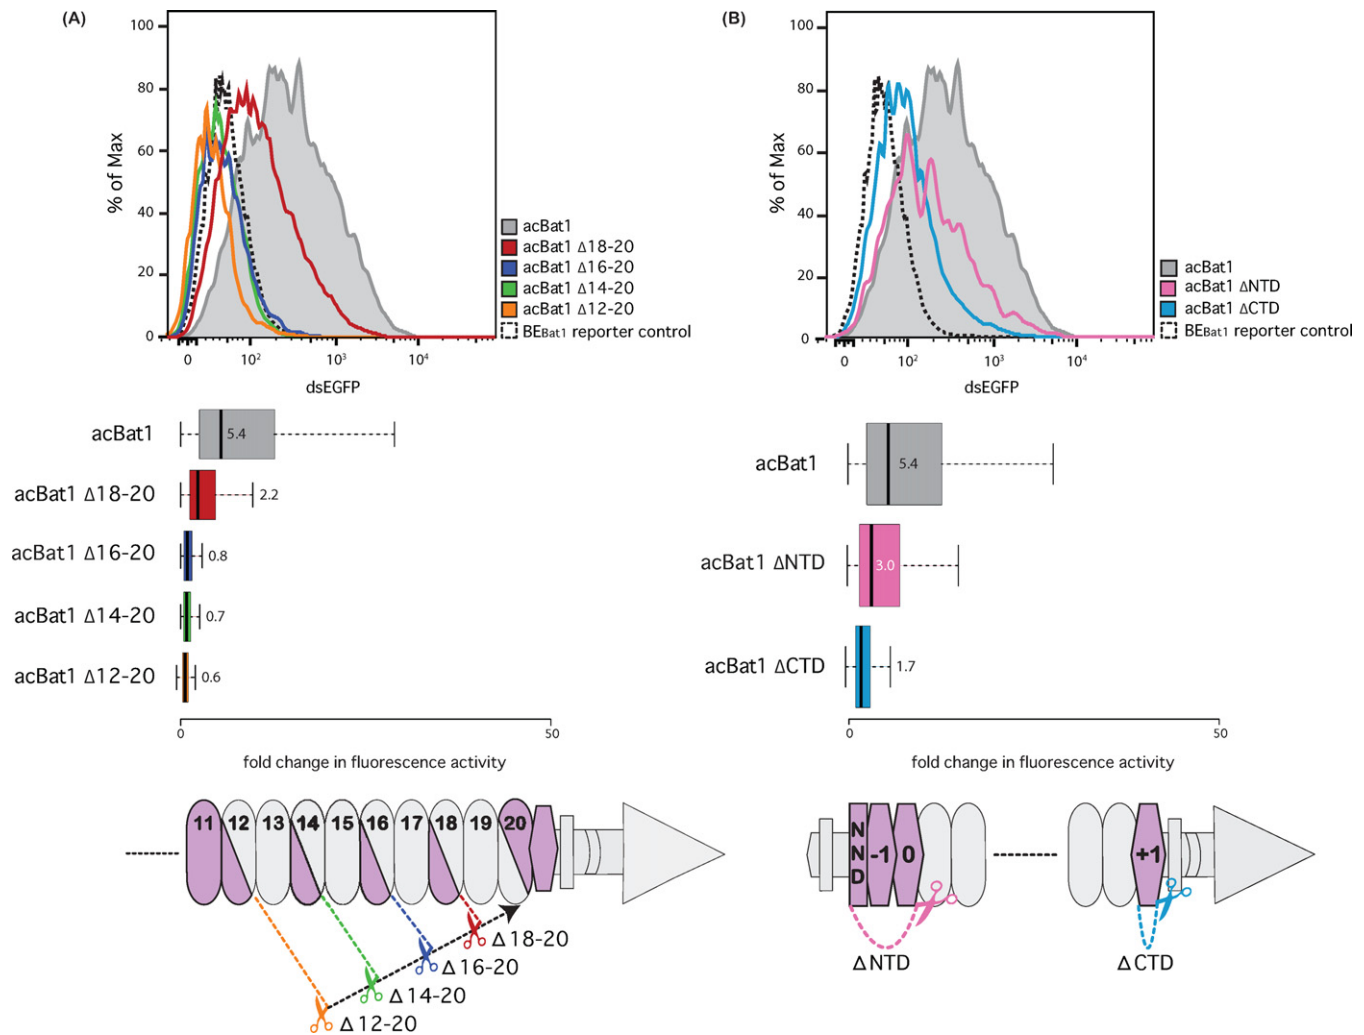 (A)
100
80
60
40
20
0
% of Max
0
10²
10³
10⁴
dsEGFP
acBat1
acBat1 Δ18-20
acBat1 Δ16-20
acBat1 Δ14-20
acBat1 Δ12-20
BEBat1 reporter control
acBat1
5.4
acBat1 Δ18-20
2.2
acBat1 Δ16-20
0.8
acBat1 Δ14-20
0.7
acBat1 Δ12-20
0.6
0
50
fold change in fluorescence activity
11 12 13 14 15 16 17 18 19 20
Δ18-20
Δ16-20
Δ14-20
Δ12-20
(B)
100
80
60
40
20
0
% of Max
0
10²
10³
10⁴
dsEGFP
acBat1
acBat1 ΔNTD
acBat1 ΔCTD
BEBat1 reporter control
acBat1
5.4
acBat1 ΔNTD
3.0
acBat1 ΔCTD
1.7
0
50
fold change in fluorescence activity
NND
-1
0
+1
ΔNTD
ΔCTD